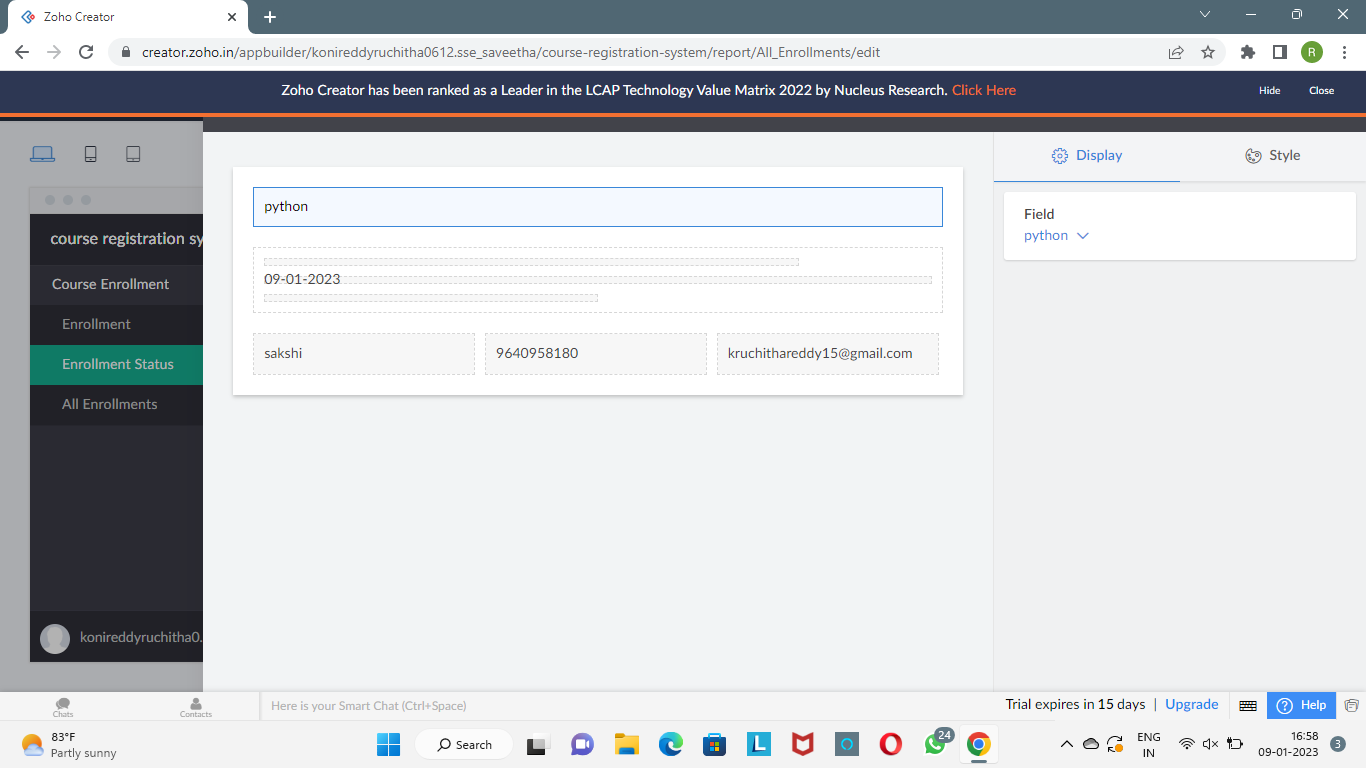 Zoho Creator
creator.zoho.in/appbuilder/konireddyruchitha0612.sse_saveetha/course-registration-system/report/All_Enrollments/edit
R
Zoho Creator has been ranked as a Leader in the LCAP Technology Value Matrix 2022 by Nucleus Research. Click Here
Hide
Close
Display
Style
python
Field
python
09-01-2023
sakshi
9640958180
kruchithareddy15@gmail.com
course registration sy
Course Enrollment
Enrollment
Enrollment Status
All Enrollments
konireddyruchitha0.
Chats
Contacts
Here is your Smart Chat (Ctrl+Space)
Trial expires in 15 days | Upgrade
Help
83°F
Partly sunny
Search
L
24
ENG
IN
16:58
09-01-2023
3